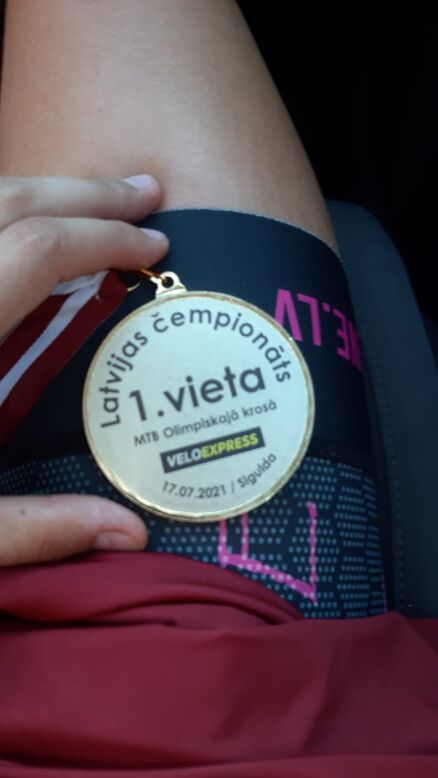 Latvijas čempionāts
1.vieta
MTB Olimpiskajā krosā
VELOEXPRESS
17.07.2021 / Sigulda